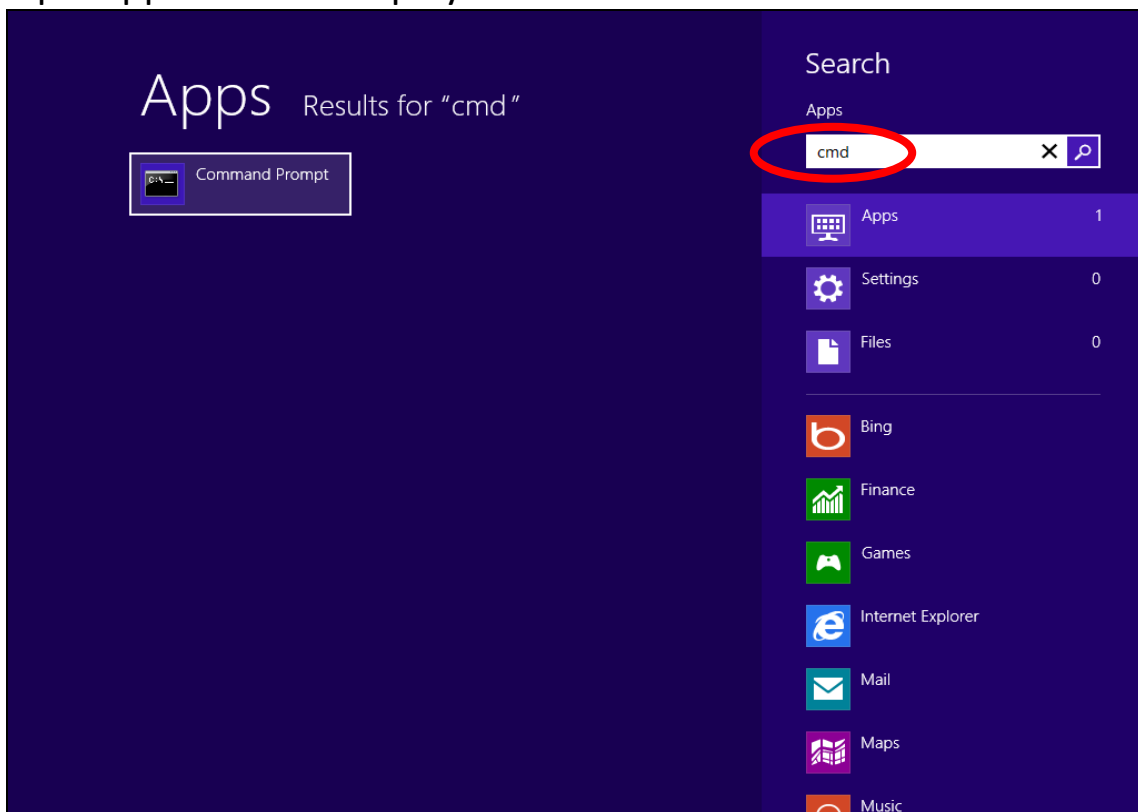 Apps Results for "cmd"
Command Prompt
Search
Apps
cmd
Apps 1
Settings 0
Files 0
Bing
Finance
Games
Internet Explorer
Mail
Maps
Music